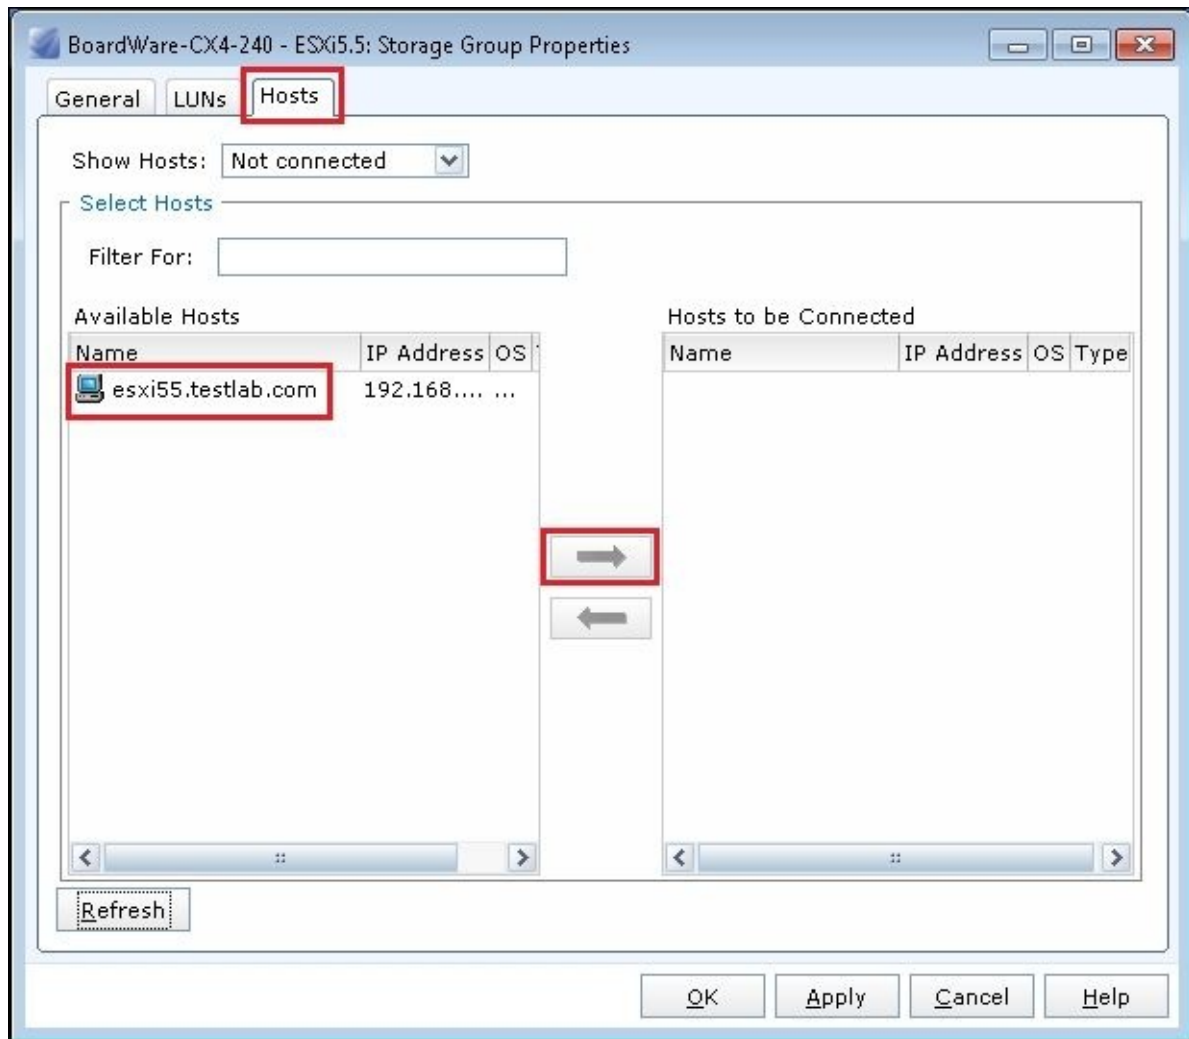 BoardWare-CX4-240 - ESXi5.5: Storage Group Properties
General LUNs Hosts
Show Hosts: Not connected
Select Hosts
Filter For:
Available Hosts Hosts to be Connected
Name IP Address OS Name IP Address OS Type
esxi55.testlab.com 192.168.... ...
Refresh
OK Apply Cancel Help